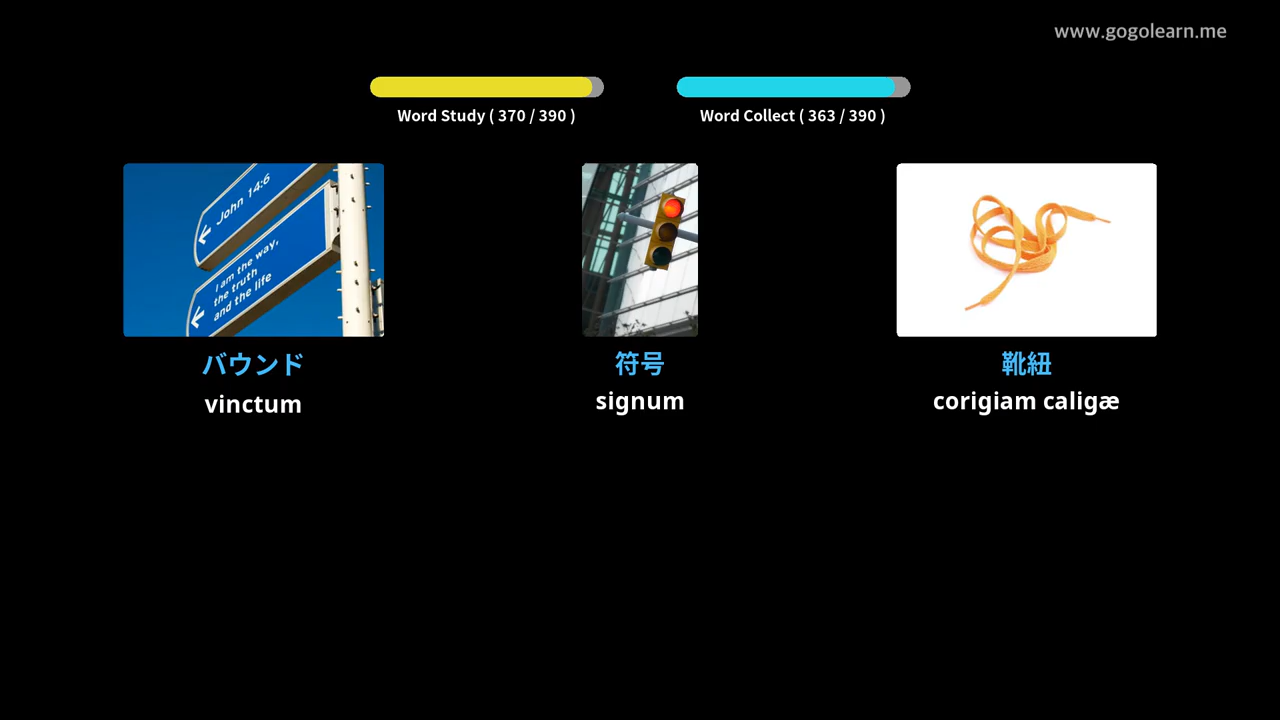 www.gogolearn.me
Word Study ( 370 / 390 )
Word Collect ( 363 / 390 )
John 14:6
I am the way,
the truth
and the life
バウンド
符号
靴紐
vinctum
signum
corigiam caligæ